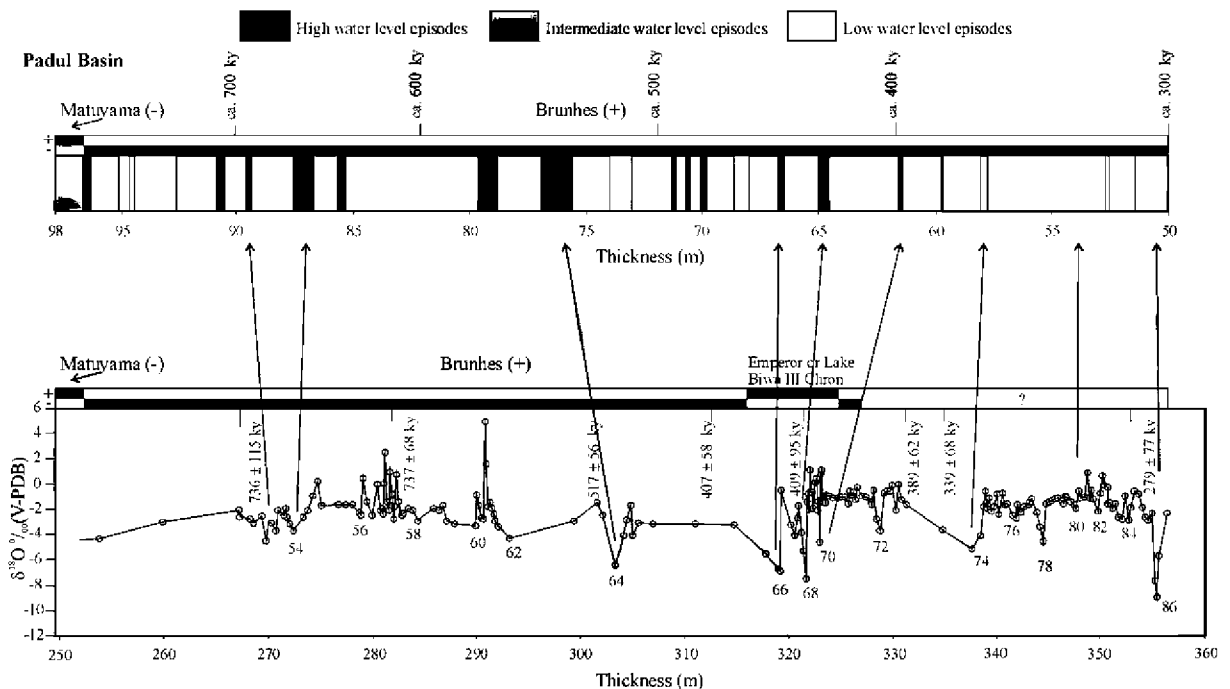 High water level episodes Intermediate water level episodes Low water level episodes
Padul Basin
ca. 700 ky ca. 600 ky ca. 500 ky ca. 400 ky ca. 300 ky
Matuyama (-) Brunhes (+)
+
-
98 95 90 85 80 75 70 65 60 55 50
Thickness (m)
Matuyama (-) Brunhes (+) Emperor or Lake
Biwa III Chron
+
-
?
736 ± 115 ky 737 ± 68 ky 517 ± 56 ky 407 ± 58 ky 409 ± 95 ky 389 ± 62 ky 339 ± 68 ky 279 ± 77 ky
δ18O 0/00(V-PDB)
6
4
2
0
-2
-4
-6
-8
-10
-12
54 56 58 60 62 64 66 68 70 72 74 76 78 80 82 84 86
250 260 270 280 290 300 310 320 330 340 350 360
Thickness (m)